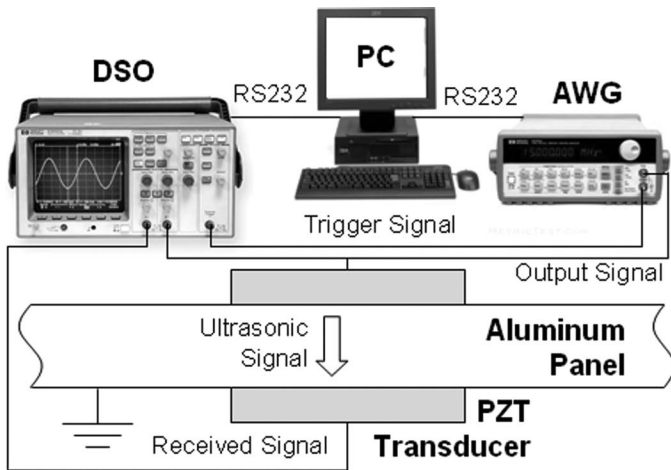 PC
DSO
RS232
RS232
AWG
Trigger Signal
Output Signal
Ultrasonic
Signal
Aluminum
Panel
PZT
Transducer
Received Signal